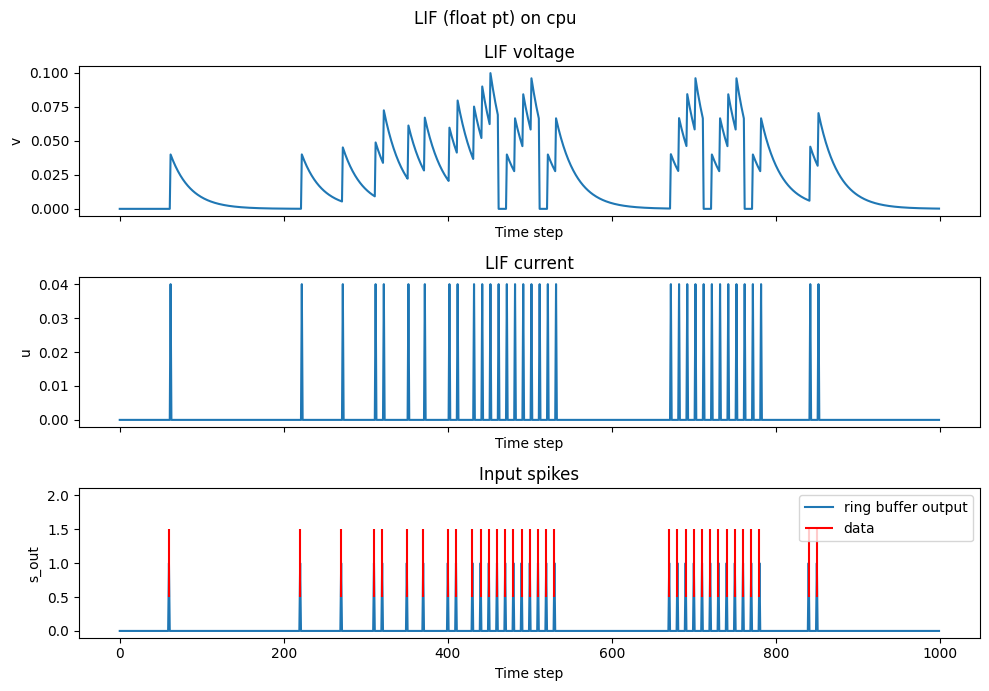 LIF (float pt) on cpu
LIF voltage
0.100
0.075
0.050
0.025
0.000
v
Time step
LIF current
0.04
0.03
0.02
0.01
0.00
u
Time step
Input spikes
2.0
1.5
1.0
0.5
0.0
s_out
ring buffer output
data
0 200 400 600 800 1000
Time step